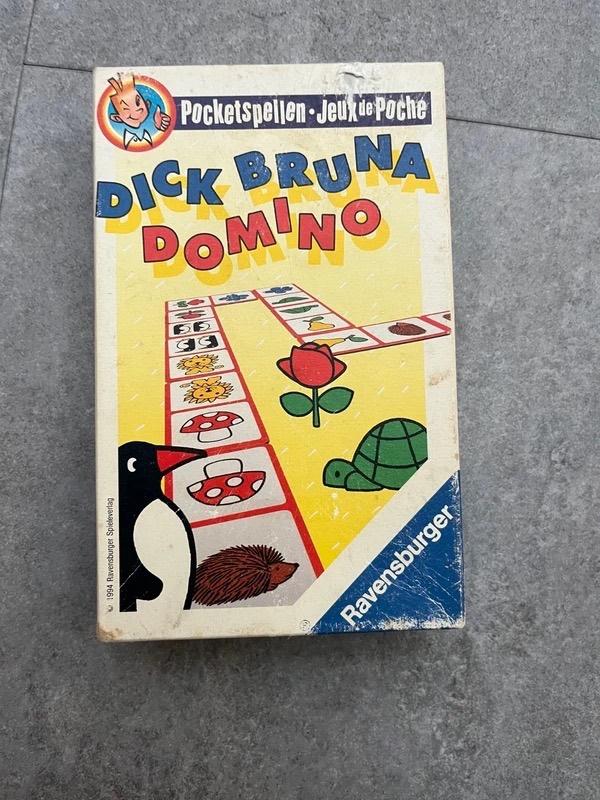 Pocketspellen • Jeux de Poche
DICK BRUNA
DOMINO
© 1994 Ravensburger Spieleverlag
Ravensburger
®